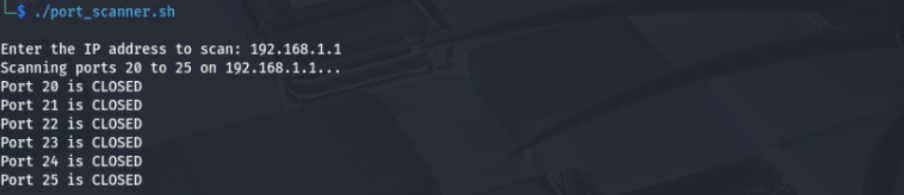 └─$ ./port_scanner.sh
Enter the IP address to scan: 192.168.1.1
Scanning ports 20 to 25 on 192.168.1.1...
Port 20 is CLOSED
Port 21 is CLOSED
Port 22 is CLOSED
Port 23 is CLOSED
Port 24 is CLOSED
Port 25 is CLOSED